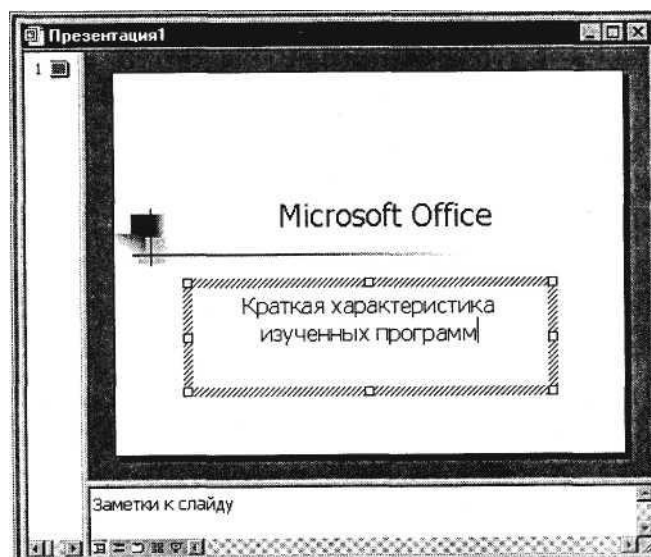 Презентация1
1
Microsoft Office
Краткая характеристика
изученных программ
Заметки к слайду